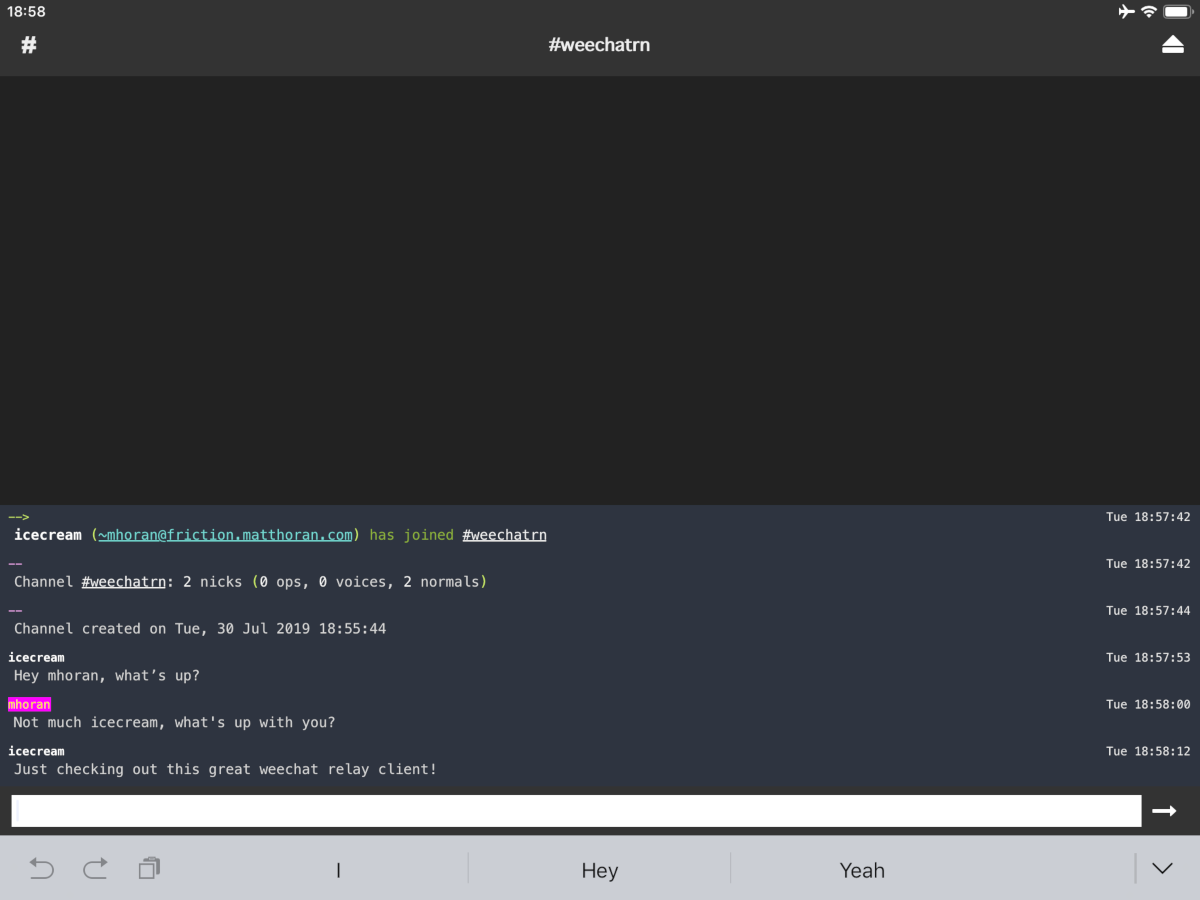 18:58
# #weechatrn
--> Tue 18:57:42
icecream (~mhoran@friction.matthoran.com) has joined #weechatrn
-- Tue 18:57:42
Channel #weechatrn: 2 nicks (0 ops, 0 voices, 2 normals)
-- Tue 18:57:44
Channel created on Tue, 30 Jul 2019 18:55:44
icecream Tue 18:57:53
Hey mhoran, what’s up?
mhoran Tue 18:58:00
Not much icecream, what's up with you?
icecream Tue 18:58:12
Just checking out this great weechat relay client!
I Hey Yeah